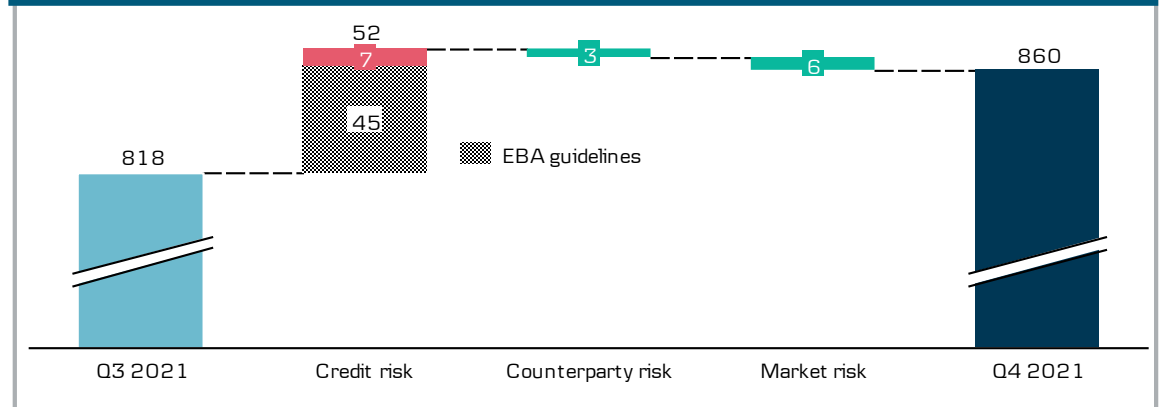 52
7
3
6
860
45
818
EBA guidelines
Q3 2021
Credit risk
Counterparty risk
Market risk
Q4 2021